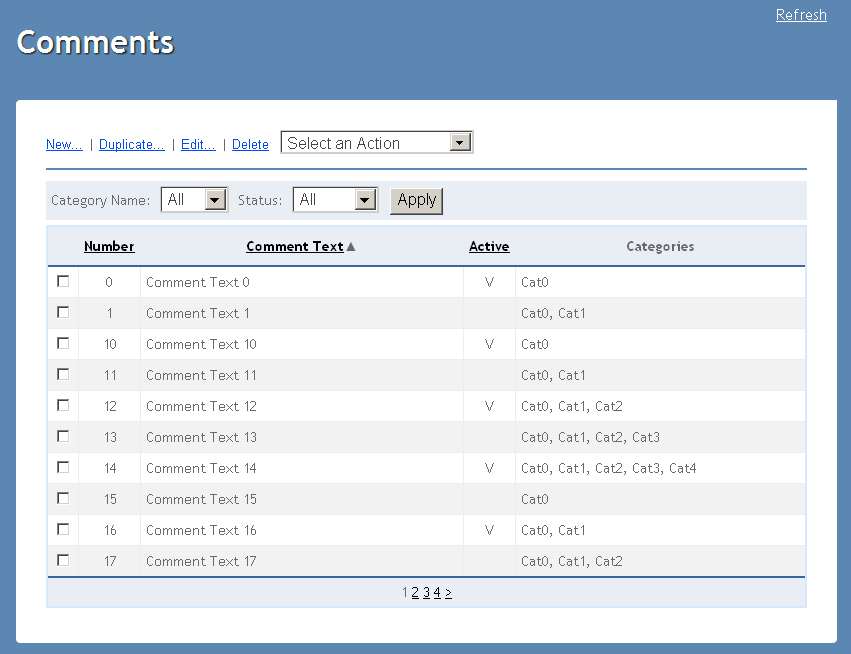 Refresh
Comments
New... | Duplicate... | Edit... | Delete Select an Action
Category Name: All Status: All Apply
Number Comment Text Active Categories
0 Comment Text 0 V Cat0
1 Comment Text 1 Cat0, Cat1
10 Comment Text 10 V Cat0
11 Comment Text 11 Cat0, Cat1
12 Comment Text 12 V Cat0, Cat1, Cat2
13 Comment Text 13 Cat0, Cat1, Cat2, Cat3
14 Comment Text 14 V Cat0, Cat1, Cat2, Cat3, Cat4
15 Comment Text 15 Cat0
16 Comment Text 16 V Cat0, Cat1
17 Comment Text 17 Cat0, Cat1, Cat2
1 2 3 4 >